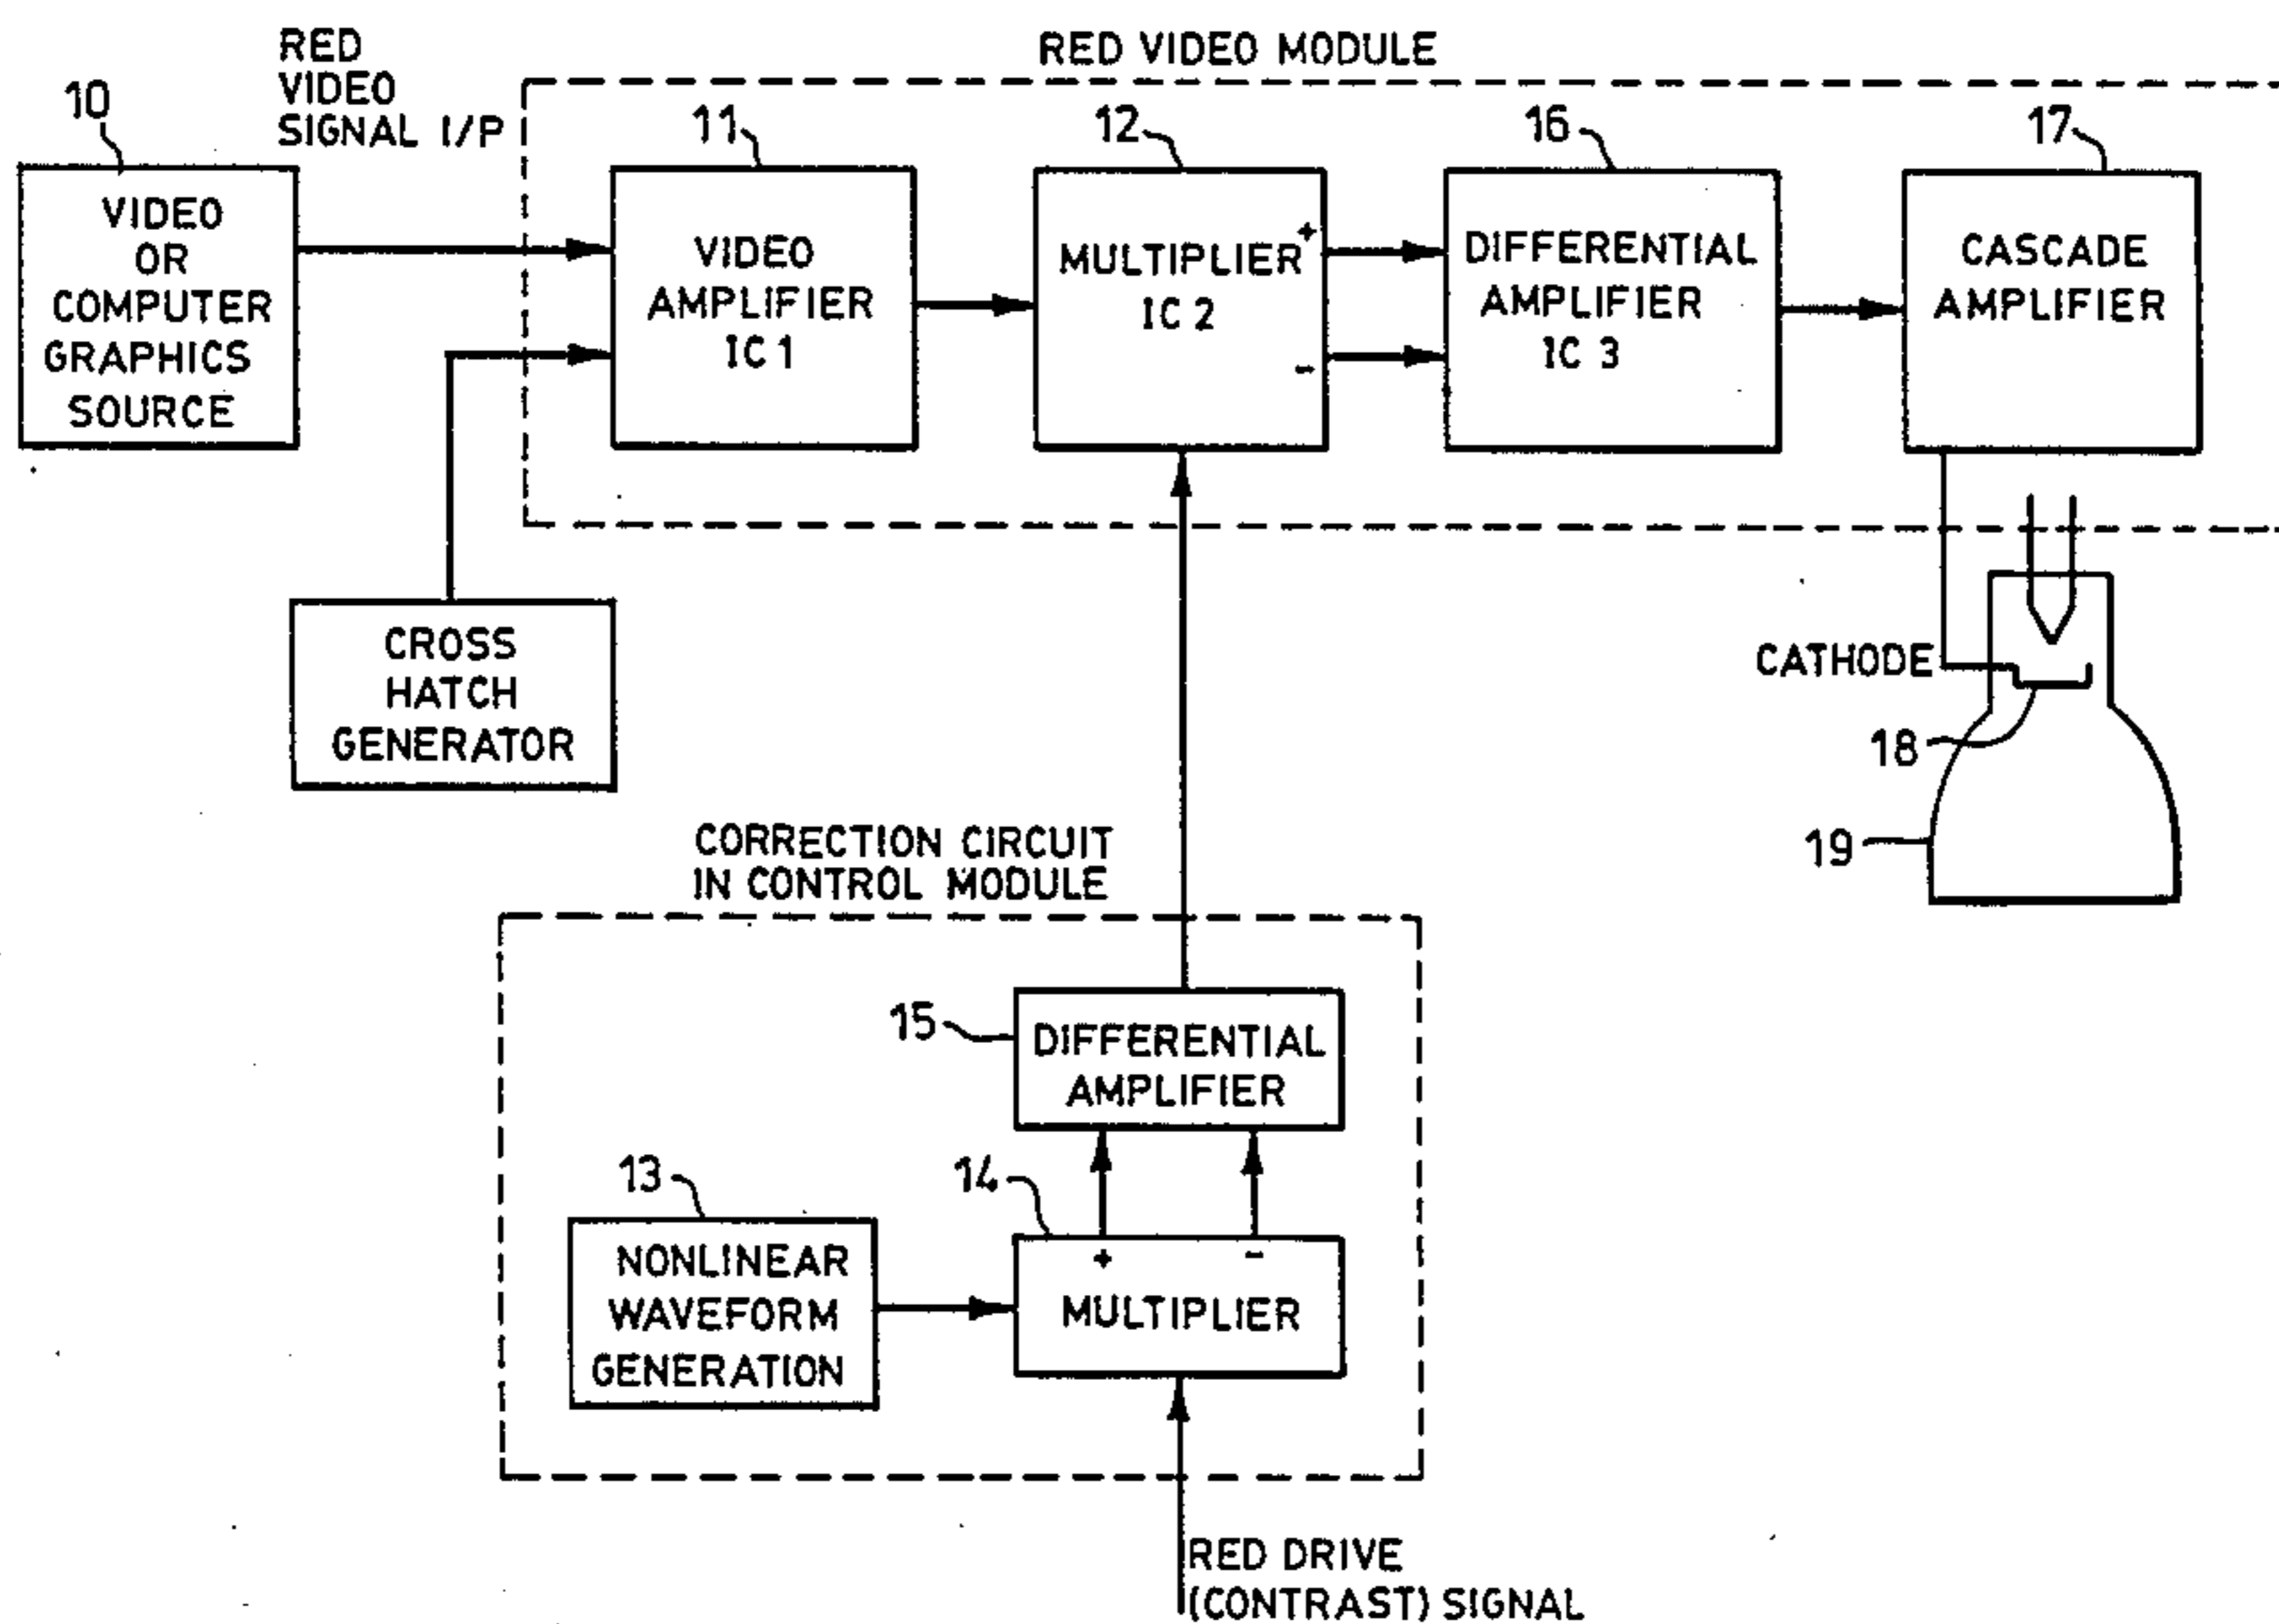 RED
VIDEO
SIGNAL I/P
RED VIDEO MODULE
10
11
12
16
17
VIDEO
OR
COMPUTER
GRAPHICS
SOURCE
VIDEO
AMPLIFIER
IC 1
MULTIPLIER
IC 2
+
-
DIFFERENTIAL
AMPLIFIER
IC 3
CASCADE
AMPLIFIER
CROSS
HATCH
GENERATOR
CATHODE
18
19
CORRECTION CIRCUIT
IN CONTROL MODULE
15
DIFFERENTIAL
AMPLIFIER
13
14
NONLINEAR
WAVEFORM
GENERATION
+ -
MULTIPLIER
RED DRIVE
(CONTRAST) SIGNAL